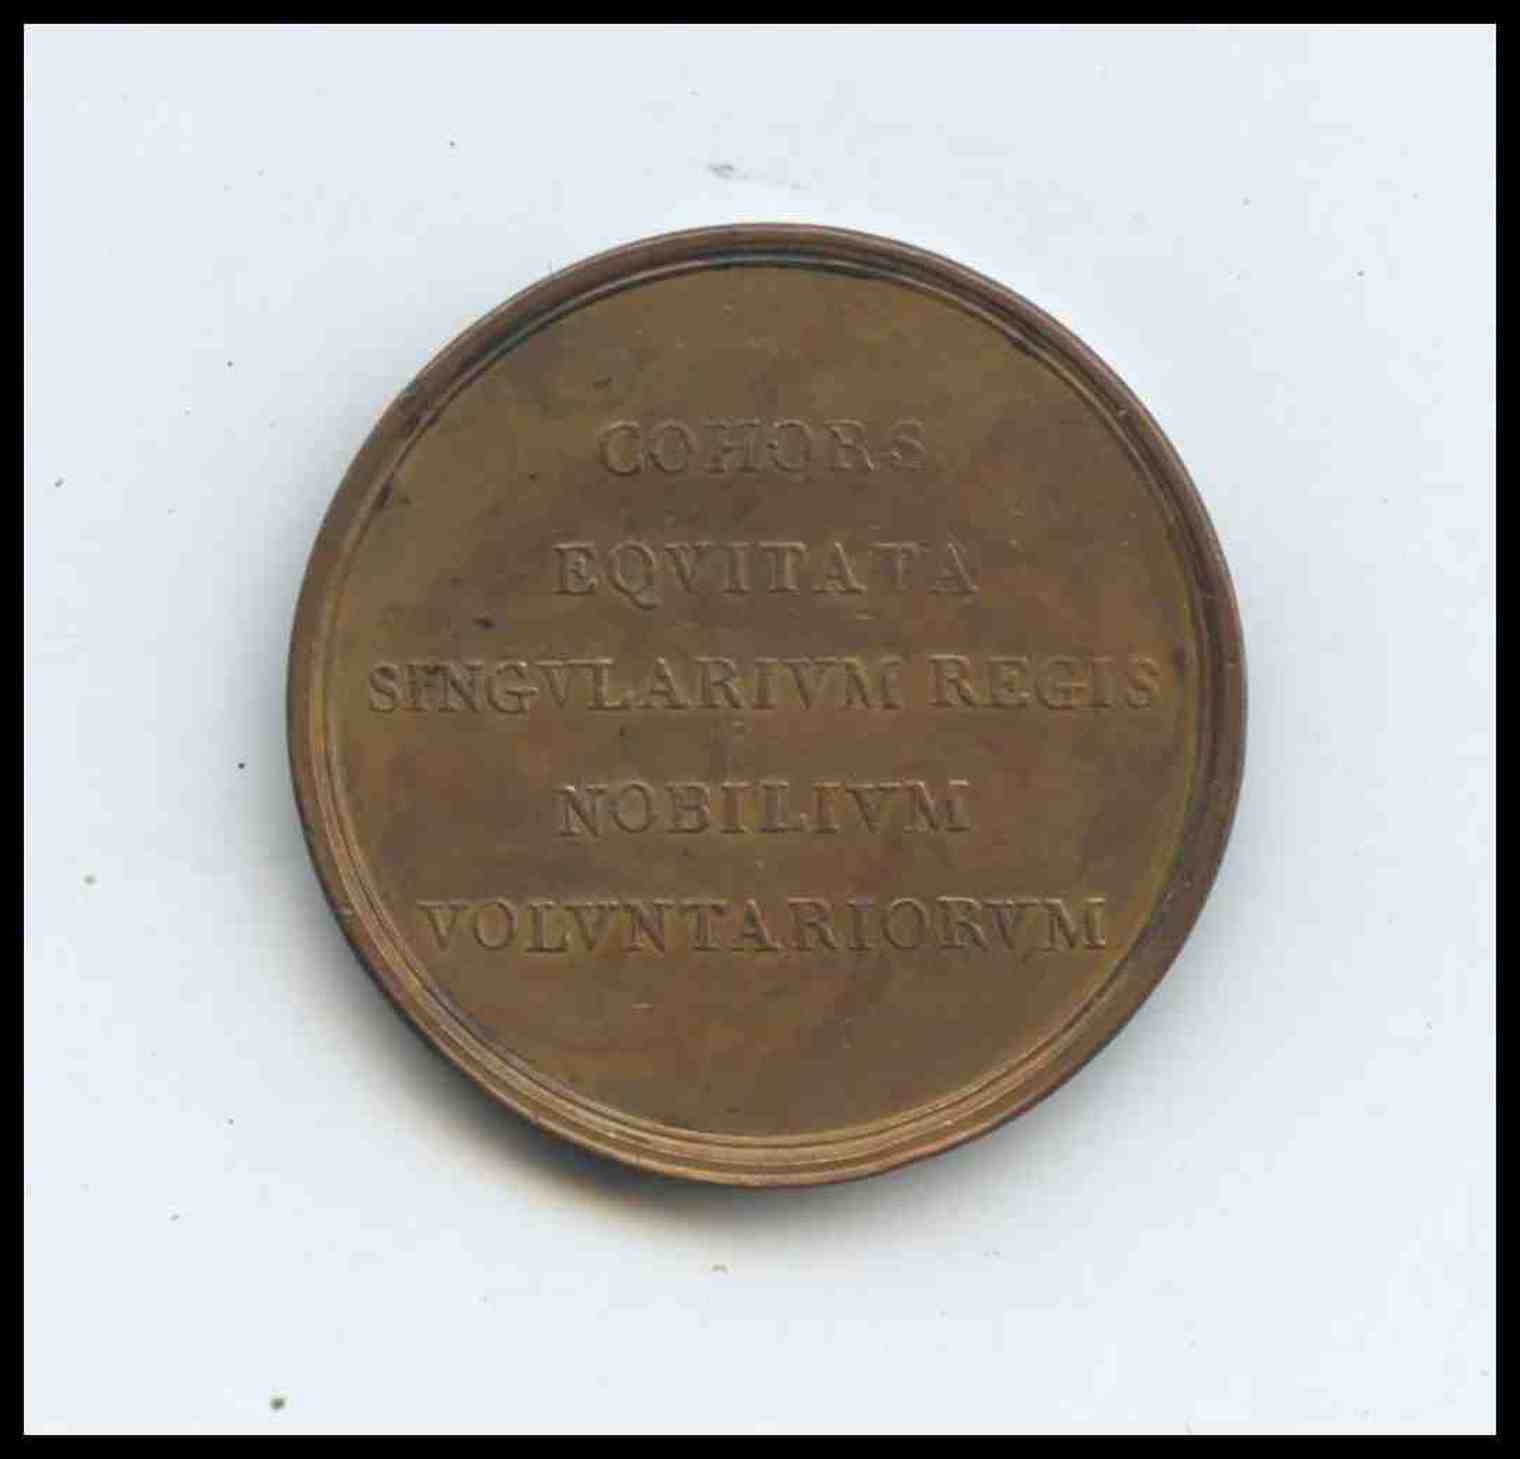 COHORS
EQVITATA
SINGVLARIVM REGIS
NOBILIVM
VOLVNTARIORVM